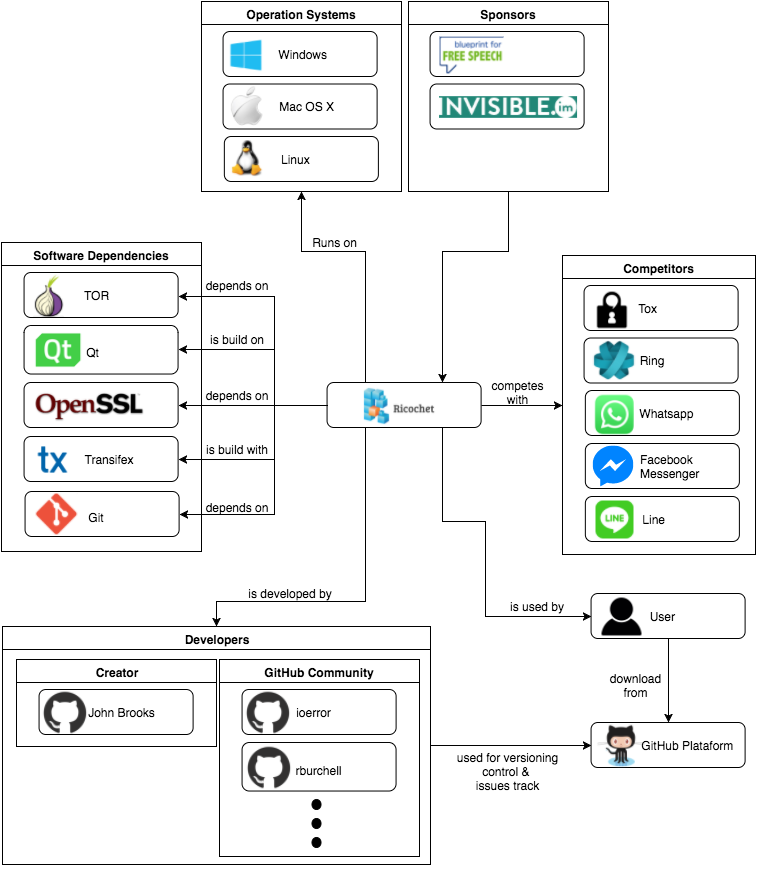 Operation Systems
Windows
Mac OS X
Linux
Sponsors
blueprint for
FREE SPEECH
INVISIBLE.im
Runs on
Software Dependencies
TOR
Qt
Qt
OpenSSL
tx
Transifex
Git
depends on
is build on
depends on
is build with
depends on
Ricochet
competes
with
Competitors
Tox
Ring
Whatsapp
Facebook
Messenger
LINE
Line
is developed by
is used by
User
download
from
GitHub Plataform
Developers
Creator
John Brooks
GitHub Community
ioerror
rburchell
used for versioning
control &
issues track